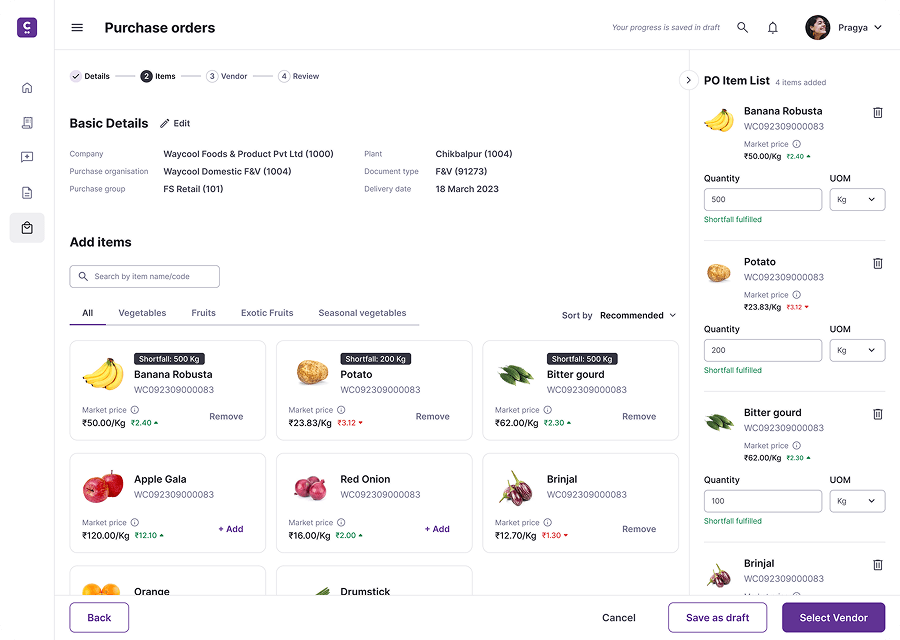 Purchase orders
Your progress is saved in draft
Pragya
Details
2 Items
3 Vendor
4 Review
Basic Details
Edit
Company Waycool Foods & Product Pvt Ltd (1000) Plant Chikbalpur (1004)
Purchase organisation Waycool Domestic F&V (1004) Document type F&V (91273)
Purchase group FS Retail (101) Delivery date 18 March 2023
Add items
Search by item name/code
All Vegetables Fruits Exotic Fruits Seasonal vegetables
Sort by Recommended
Shortfall: 500 Kg
Banana Robusta
WC092309000083
Market price
₹50.00/Kg ₹2.40
Remove
Shortfall: 200 Kg
Potato
WC092309000083
Market price
₹23.83/Kg ₹3.12
Remove
Shortfall: 500 Kg
Bitter gourd
WC092309000083
Market price
₹62.00/Kg ₹2.30
Remove
Apple Gala
WC092309000083
Market price
₹120.00/Kg ₹12.10
+ Add
Red Onion
WC092309000083
Market price
₹16.00/Kg ₹2.00
+ Add
Brinjal
WC092309000083
Market price
₹12.70/Kg ₹1.30
Remove
Orange
Drumstick
PO Item List 4 items added
Banana Robusta
WC092309000083
Market price
₹50.00/Kg ₹2.40
Quantity UOM
500 Kg
Shortfall fulfilled
Potato
WC092309000083
Market price
₹23.83/Kg ₹3.12
Quantity UOM
200 Kg
Shortfall fulfilled
Bitter gourd
WC092309000083
Market price
₹62.00/Kg ₹2.30
Quantity UOM
100 Kg
Shortfall fulfilled
Brinjal
WC092309000083
Market price
Back
Cancel
Save as draft
Select Vendor